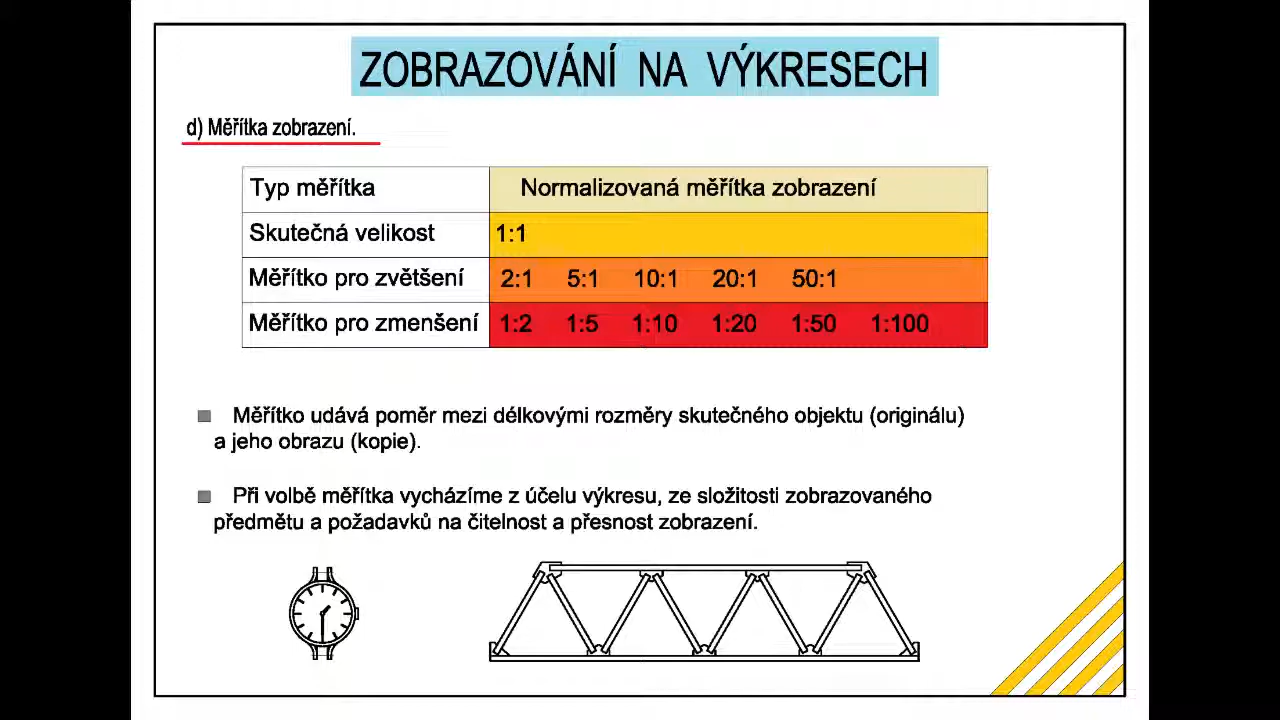 ZOBRAZOVÁNÍ NA VÝKRESECH
d) Měřítka zobrazení.
Typ měřítka Normalizovaná měřítka zobrazení
Skutečná velikost 1:1
Měřítko pro zvětšení 2:1 5:1 10:1 20:1 50:1
Měřítko pro zmenšení 1:2 1:5 1:10 1:20 1:50 1:100
Měřítko udává poměr mezi délkovými rozměry skutečného objektu (originálu)
a jeho obrazu (kopie).
Při volbě měřítka vycházíme z účelu výkresu, ze složitosti zobrazovaného
předmětu a požadavků na čitelnost a přesnost zobrazení.